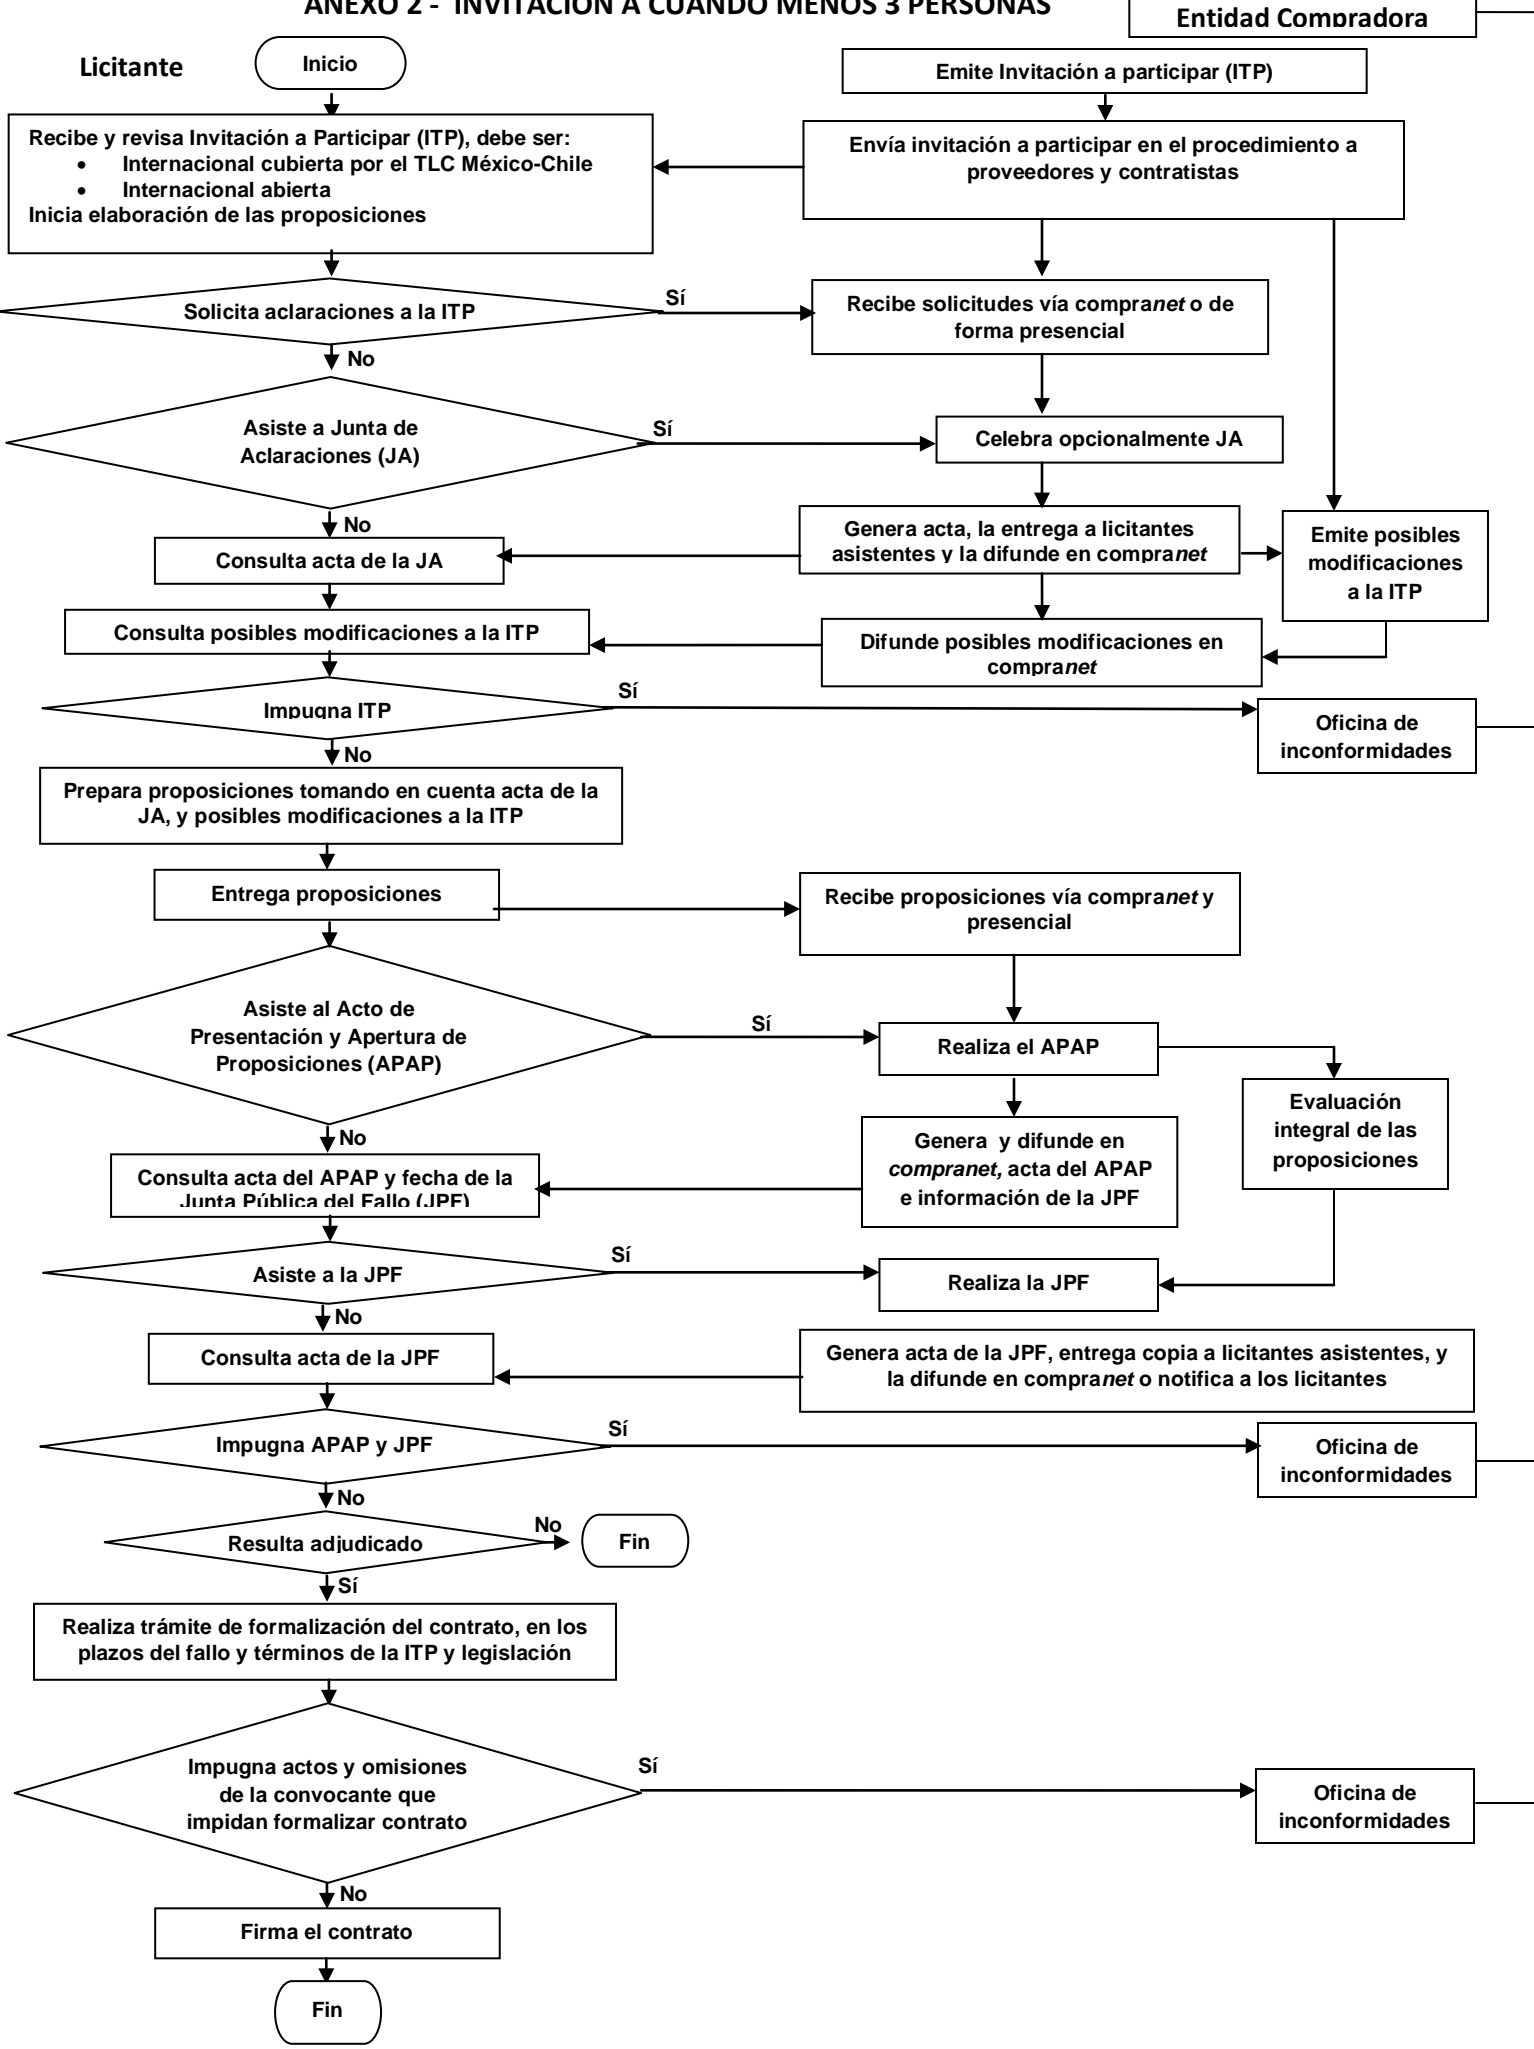 ANEXO 2 - INVITACIÓN A CUANDO MENOS 3 PERSONAS
Entidad Compradora
Licitante
Inicio
Emite Invitación a participar (ITP)
Recibe y revisa Invitación a Participar (ITP), debe ser:
• Internacional cubierta por el TLC México-Chile
• Internacional abierta
Inicia elaboración de las proposiciones
Envía invitación a participar en el procedimiento a
proveedores y contratistas
Solicita aclaraciones a la ITP
Sí
Recibe solicitudes vía compranet o de
forma presencial
No
Asiste a Junta de
Aclaraciones (JA)
Sí
Celebra opcionalmente JA
No
Consulta acta de la JA
Genera acta, la entrega a licitantes
asistentes y la difunde en compranet
Emite posibles
modificaciones
a la ITP
Consulta posibles modificaciones a la ITP
Difunde posibles modificaciones en
compranet
Impugna ITP
Sí
Oficina de
inconformidades
No
Prepara proposiciones tomando en cuenta acta de la
JA, y posibles modificaciones a la ITP
Entrega proposiciones
Recibe proposiciones vía compranet y
presencial
Asiste al Acto de
Presentación y Apertura de
Proposiciones (APAP)
Sí
Realiza el APAP
Evaluación
integral de las
proposiciones
No
Genera y difunde en
compranet, acta del APAP
e información de la JPF
Consulta acta del APAP y fecha de la
Junta Pública del Fallo (JPF)
Asiste a la JPF
Sí
Realiza la JPF
No
Consulta acta de la JPF
Genera acta de la JPF, entrega copia a licitantes asistentes, y
la difunde en compranet o notifica a los licitantes
Impugna APAP y JPF
Sí
Oficina de
inconformidades
No
Resulta adjudicado
No
Fin
Sí
Realiza trámite de formalización del contrato, en los
plazos del fallo y términos de la ITP y legislación
Impugna actos y omisiones
de la convocante que
impidan formalizar contrato
Sí
Oficina de
inconformidades
No
Firma el contrato
Fin